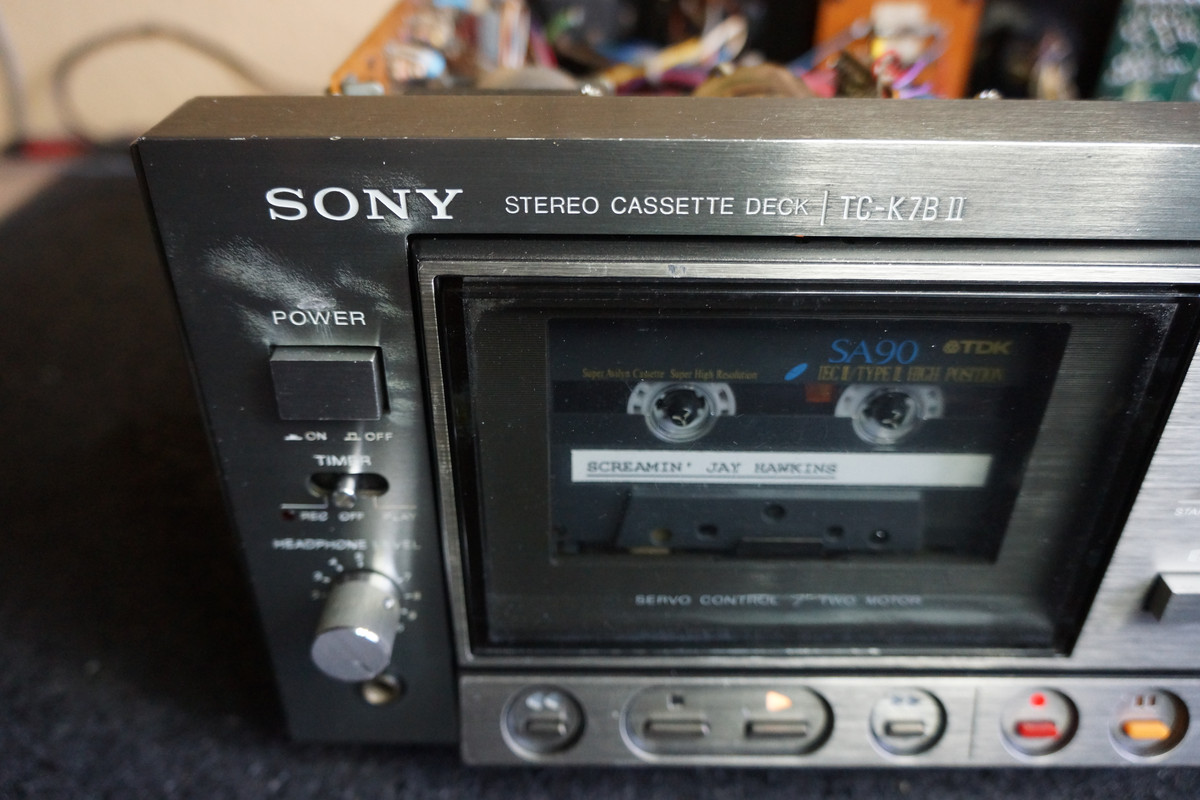 SONY STEREO CASSETTE DECK | TC-K7B II
POWER
ON OFF
TIMER
REC OFF PLAY
HEADPHONE LEVEL
SA90 TDK
Super Avilyn Cassette Super High Resolution
IEC II/TYPE II HIGH POSITION
SCREAMIN' JAY HAWKINS
SERVO CONTROL TWO MOTOR